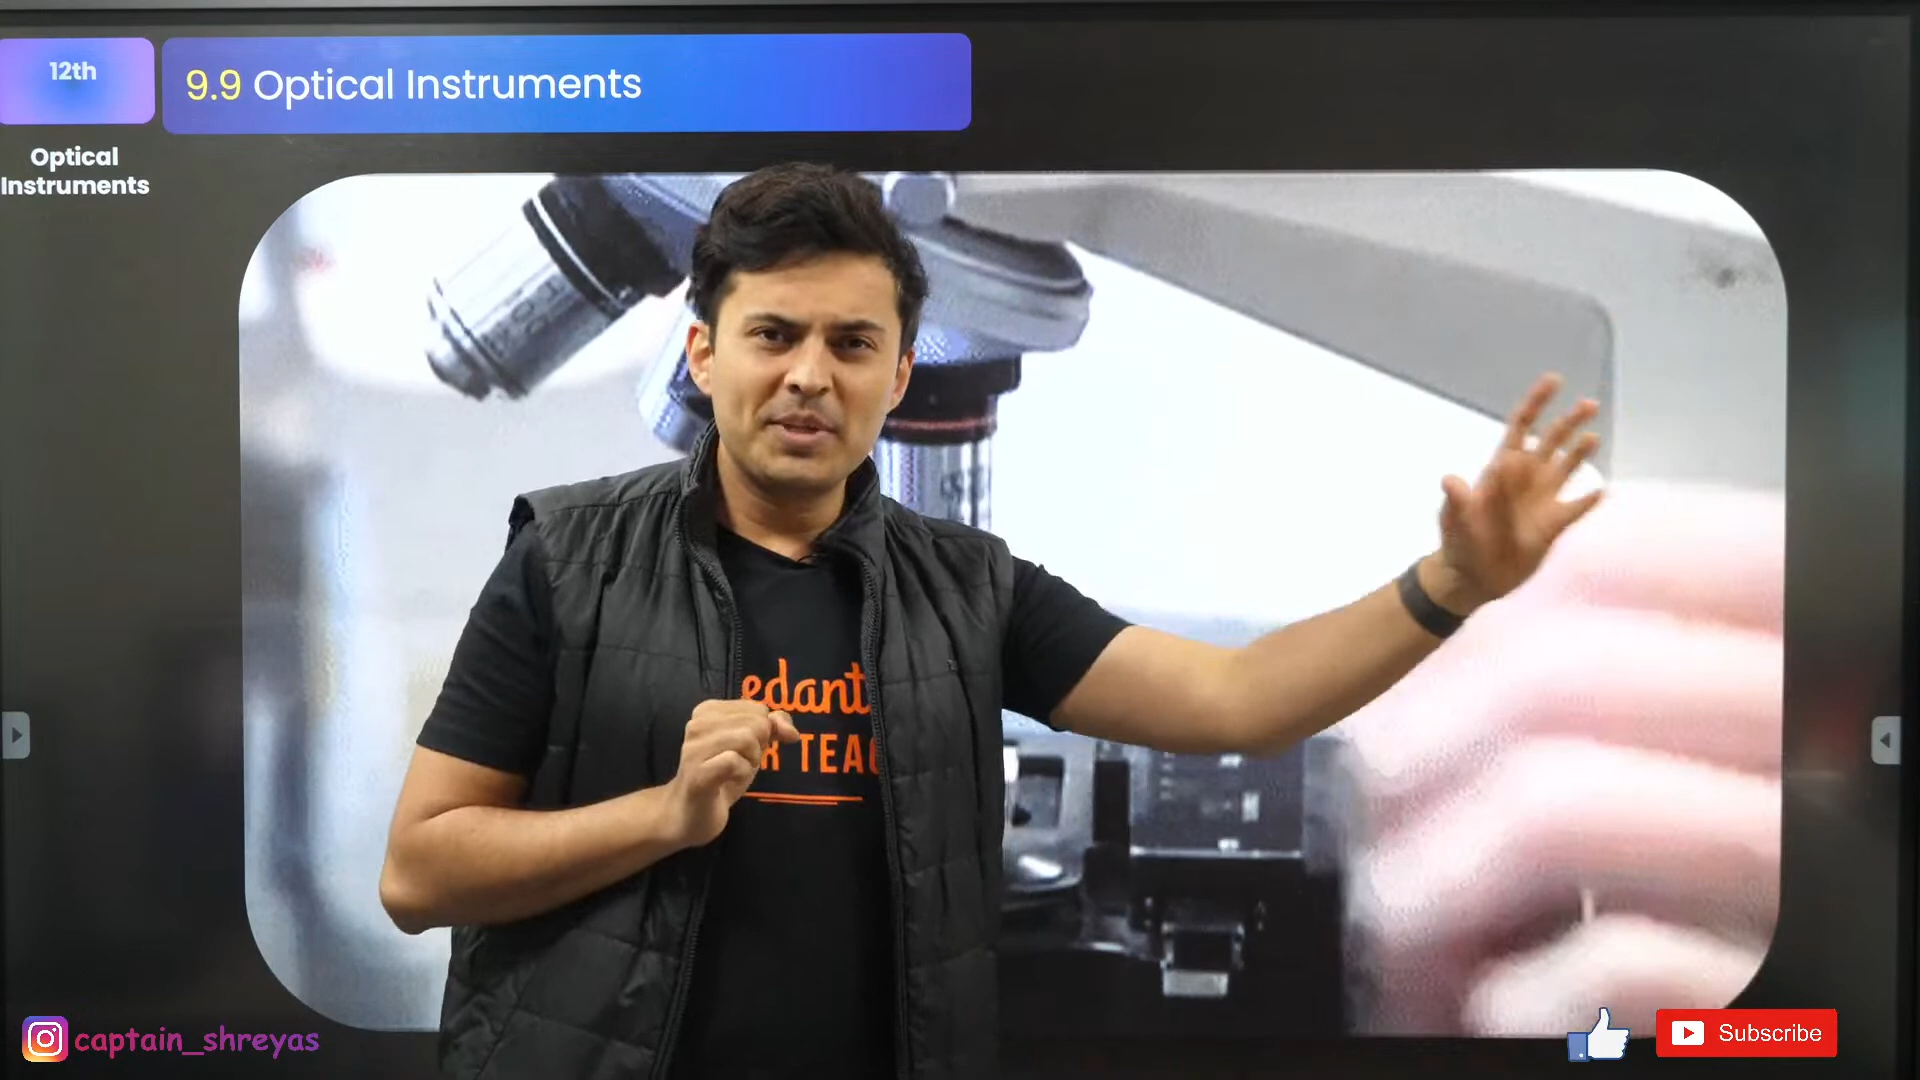 12th
9.9 Optical Instruments
Optical
Instruments
edant
R TEA
captain_shreyas
Subscribe